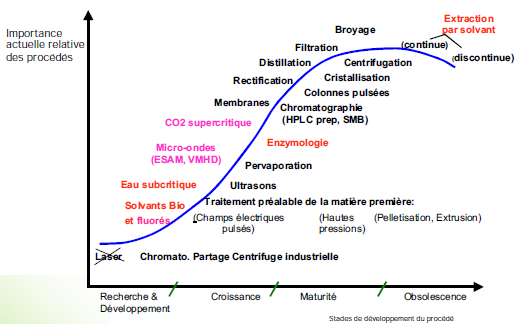 Importance
actuelle relative
des procédés
Extraction
par solvant
Broyage
(continue)
(discontinue)
Filtration
Distillation
Centrifugation
Rectification
Cristallisation
Colonnes pulsées
Membranes
Chromatographie
(HPLC prep, SMB)
CO2 supercritique
Enzymologie
Micro-ondes
(ESAM, VMHD)
Pervaporation
Eau subcritique
Ultrasons
Solvants Bio
et fluorés
Traitement préalable de la matière première:
(Champs électriques
pulsés)
(Hautes
pressions)
(Pelletisation, Extrusion)
Laser
Chromato. Partage Centrifuge industrielle
Recherche &
Développement
Croissance
Maturité
Obsolescence
Stades de développement du procédé